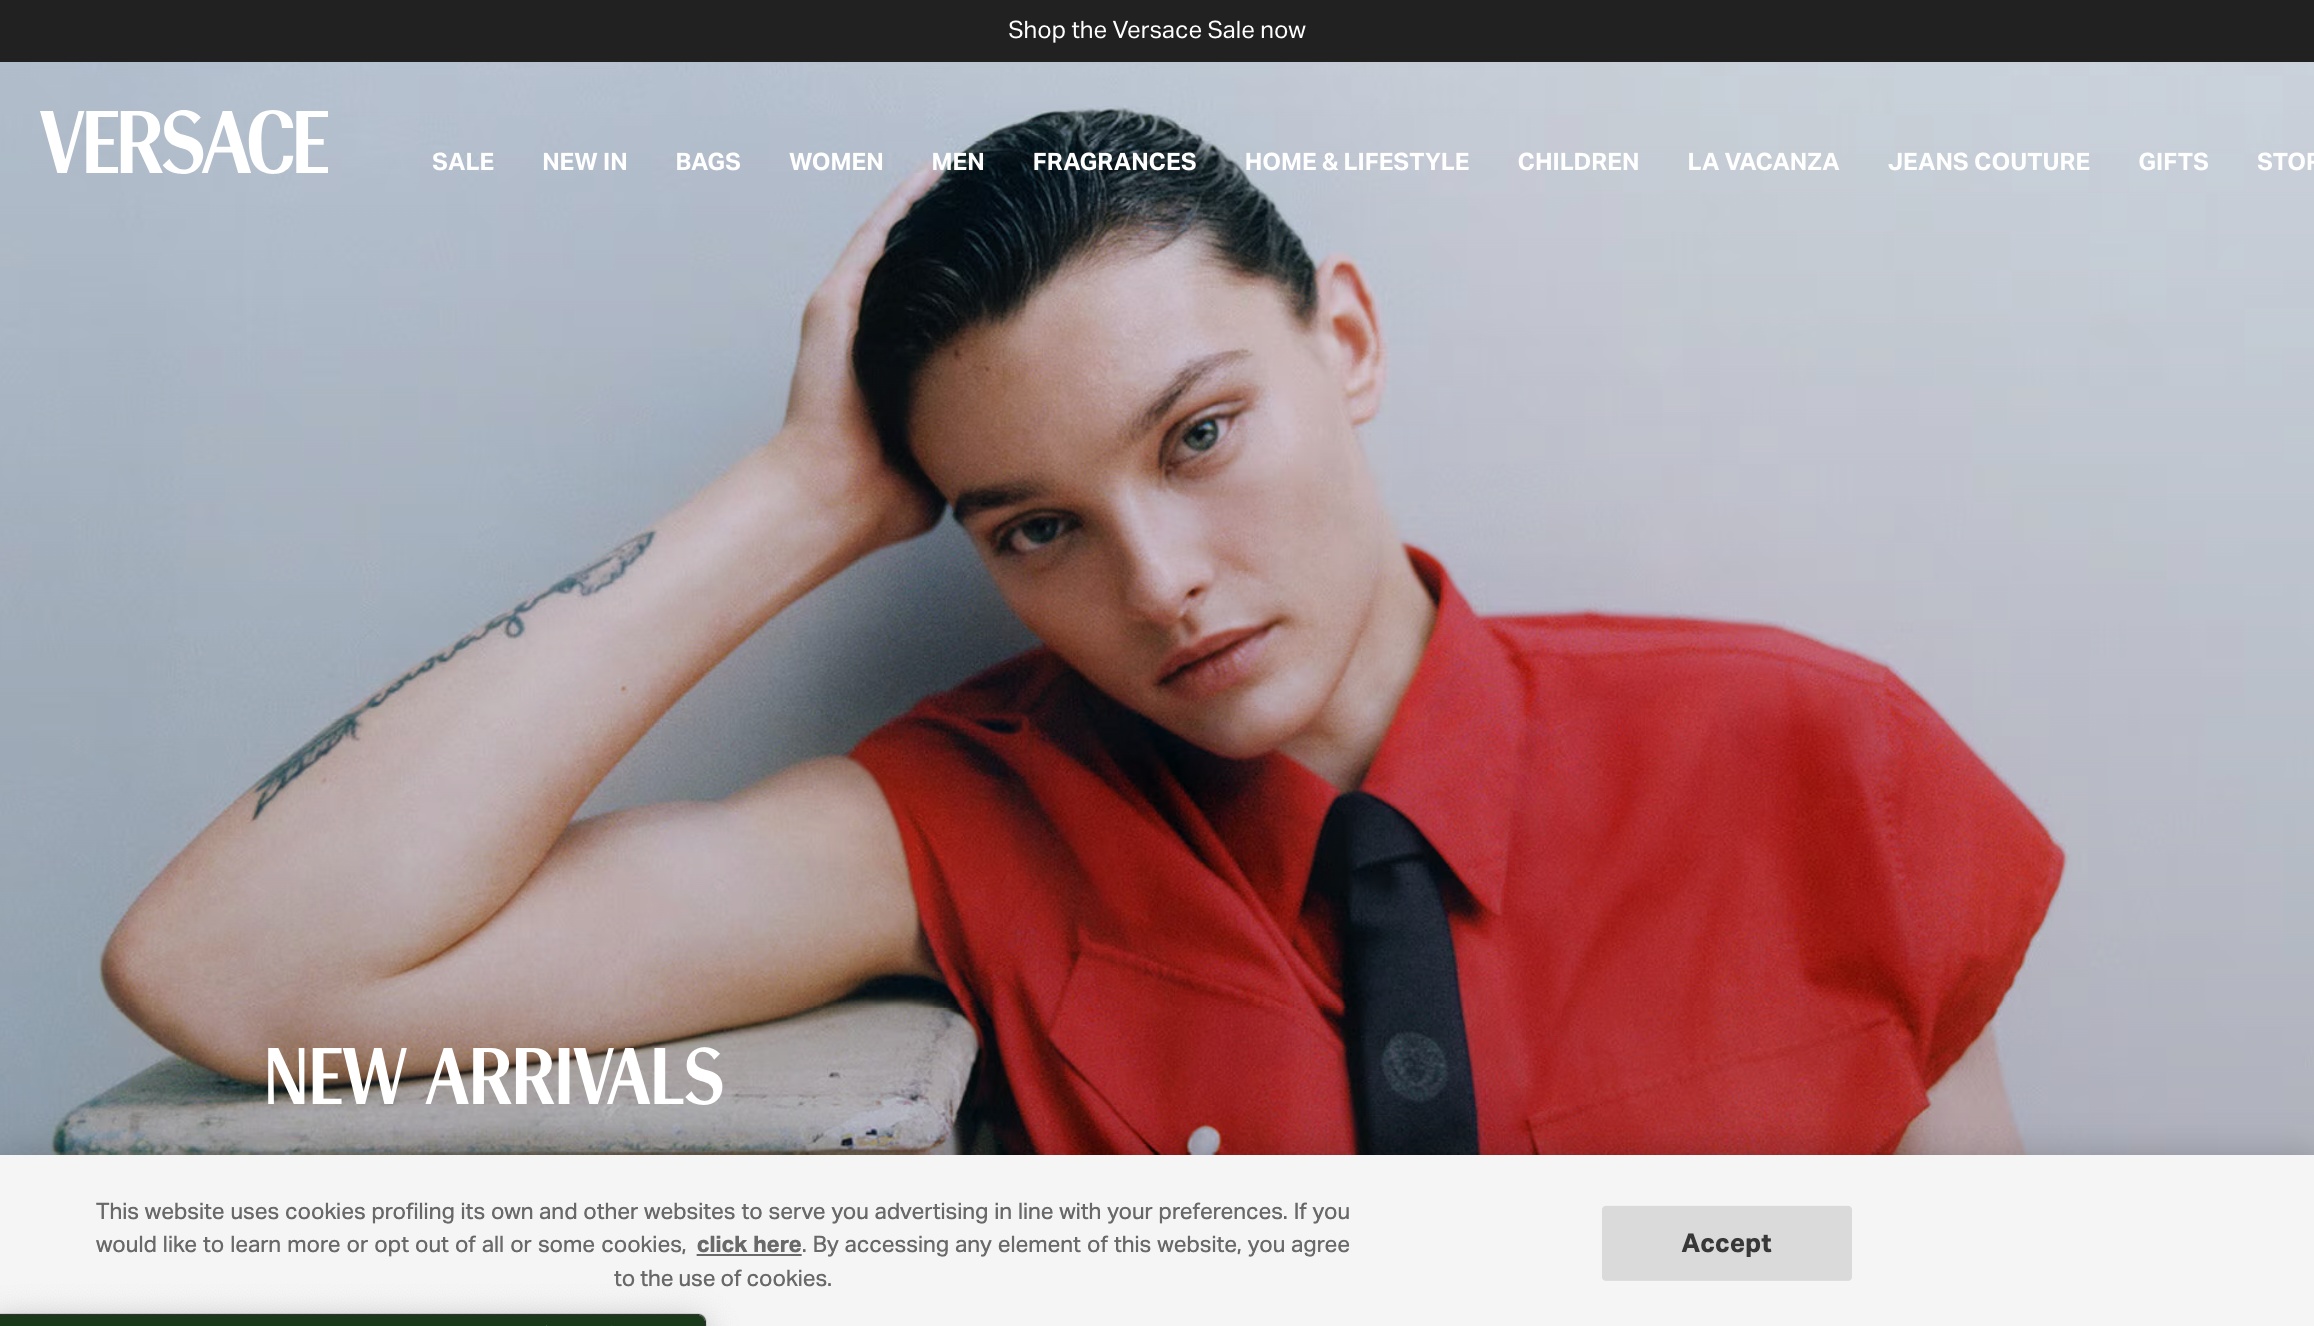 Shop the Versace Sale now
VERSACE
SALE NEW IN BAGS WOMEN MEN FRAGRANCES HOME & LIFESTYLE CHILDREN LA VACANZA JEANS COUTURE GIFTS
NEW ARRIVALS
This website uses cookies profiling its own and other websites to serve you advertising in line with your preferences. If you
would like to learn more or opt out of all or some cookies, click here. By accessing any element of this website, you agree
to the use of cookies.
Accept